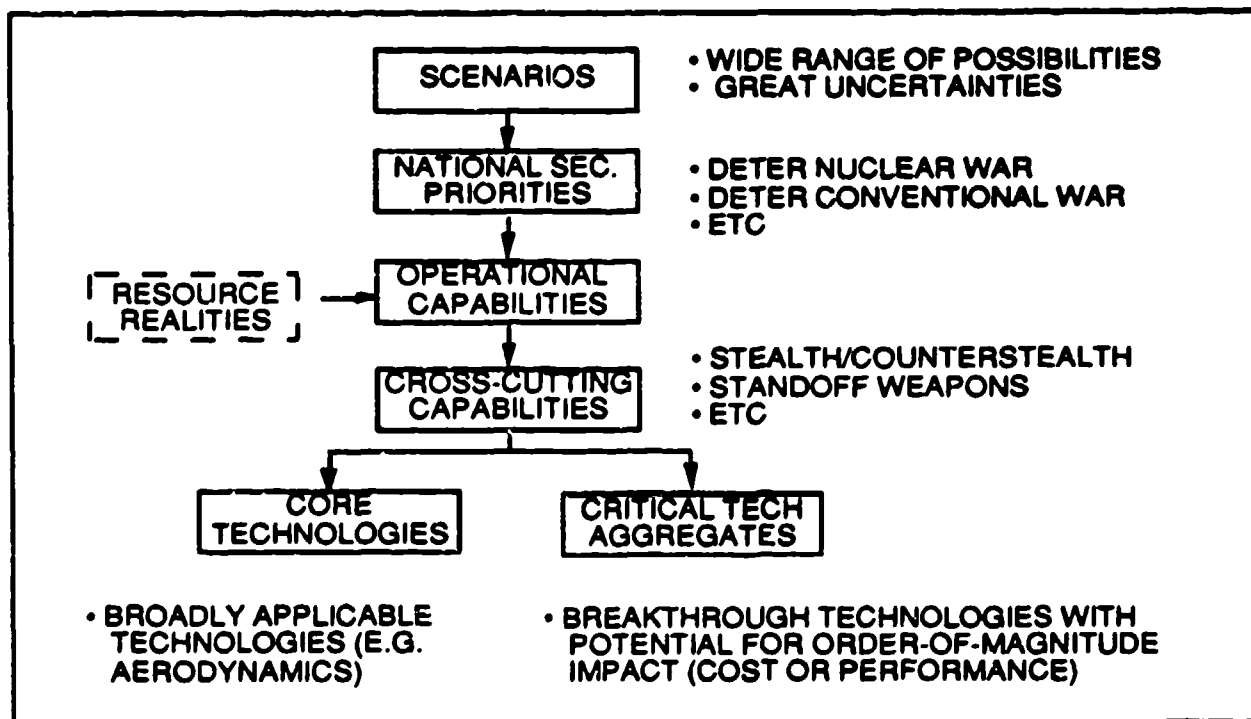 SCENARIOS
• WIDE RANGE OF POSSIBILITIES
• GREAT UNCERTAINTIES
NATIONAL SEC.
PRIORITIES
• DETER NUCLEAR WAR
• DETER CONVENTIONAL WAR
• ETC
RESOURCE
REALITIES
OPERATIONAL
CAPABILITIES
CROSS-CUTTING
CAPABILITIES
• STEALTH/COUNTERSTEALTH
• STANDOFF WEAPONS
• ETC
CORE
TECHNOLOGIES
CRITICAL TECH
AGGREGATES
• BROADLY APPLICABLE
TECHNOLOGIES (E.G.
AERODYNAMICS)
• BREAKTHROUGH TECHNOLOGIES WITH
POTENTIAL FOR ORDER-OF-MAGNITUDE
IMPACT (COST OR PERFORMANCE)